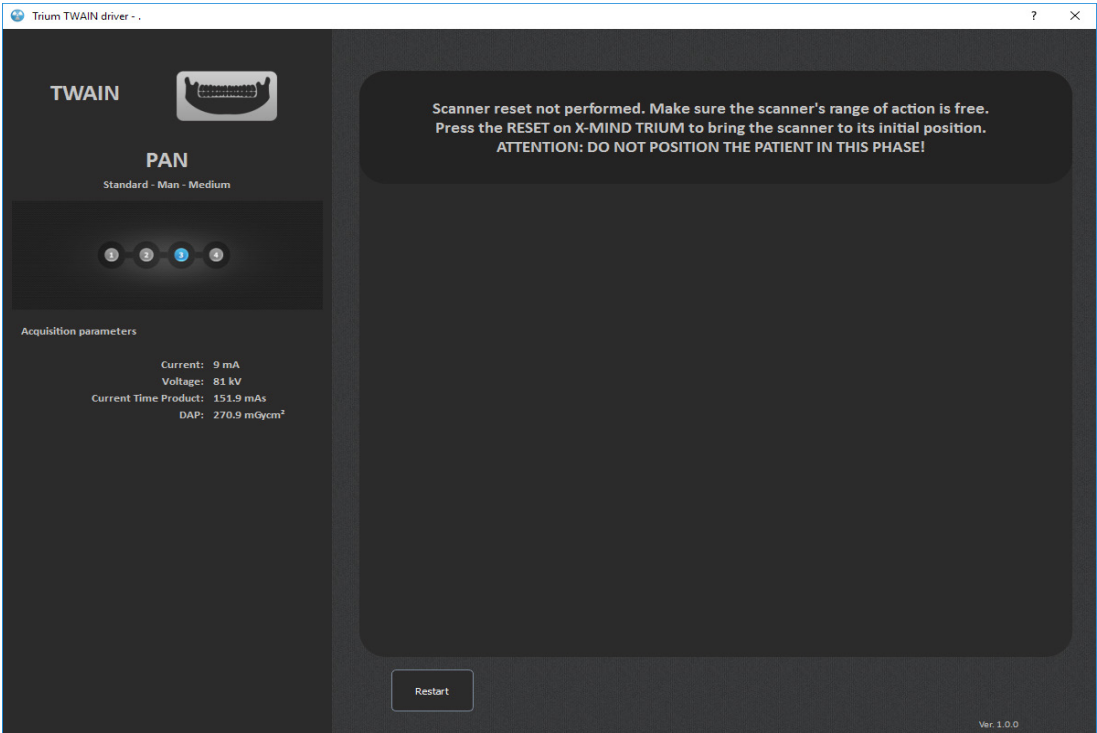 Trium TWAIN driver - .
?
TWAIN
PAN
Standard - Man - Medium
1 2 3 4
Acquisition parameters
Current: 9 mA
Voltage: 81 kV
Current Time Product: 151.9 mAs
DAP: 270.9 mGycm²
Scanner reset not performed. Make sure the scanner's range of action is free.
Press the RESET on X-MIND TRIUM to bring the scanner to its initial position.
ATTENTION: DO NOT POSITION THE PATIENT IN THIS PHASE!
Restart
Ver. 1.0.0